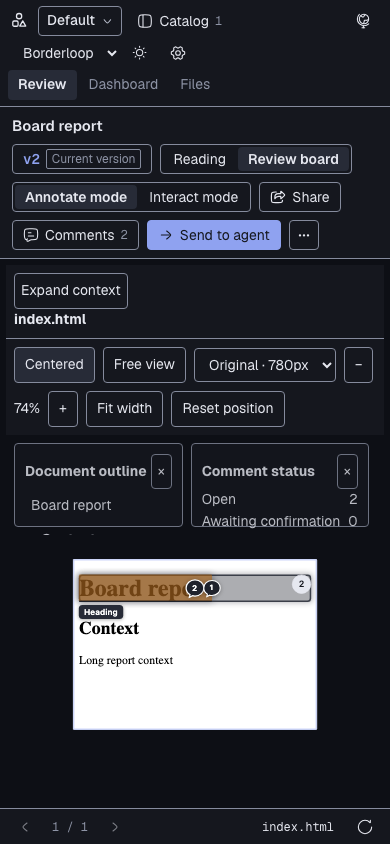 Default
Catalog 1
Borderloop
Review Dashboard Files
Board report
v2 Current version Reading Review board
Annotate mode Interact mode Share
Comments 2 Send to agent ...
Expand context
index.html
Centered Free view Original · 780px −
74% + Fit width Reset position
Document outline × Comment status ×
Board report Open 2
Awaiting confirmation 0
Board rep 2 1 2
Heading
Context
Long report context
1 / 1 index.html